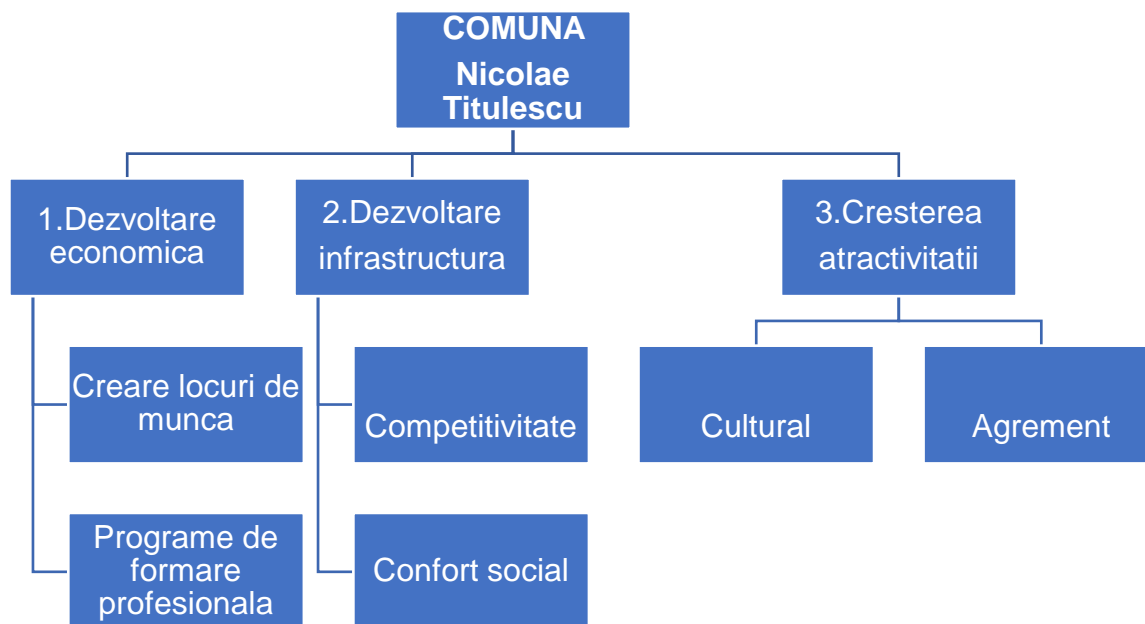 COMUNA
Nicolae
Titulescu
1.Dezvoltare
economica
2.Dezvoltare
infrastructura
3.Cresterea
atractivitatii
Creare locuri de
munca
Competitivitate
Cultural
Agrement
Programe de
formare
profesionala
Confort social